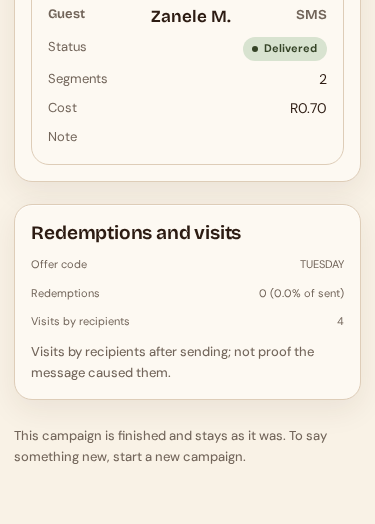 Guest Zanele M. SMS
Status Delivered
Segments 2
Cost R0.70
Note
Redemptions and visits
Offer code TUESDAY
Redemptions 0 (0.0% of sent)
Visits by recipients 4
Visits by recipients after sending; not proof the
message caused them.
This campaign is finished and stays as it was. To say
something new, start a new campaign.